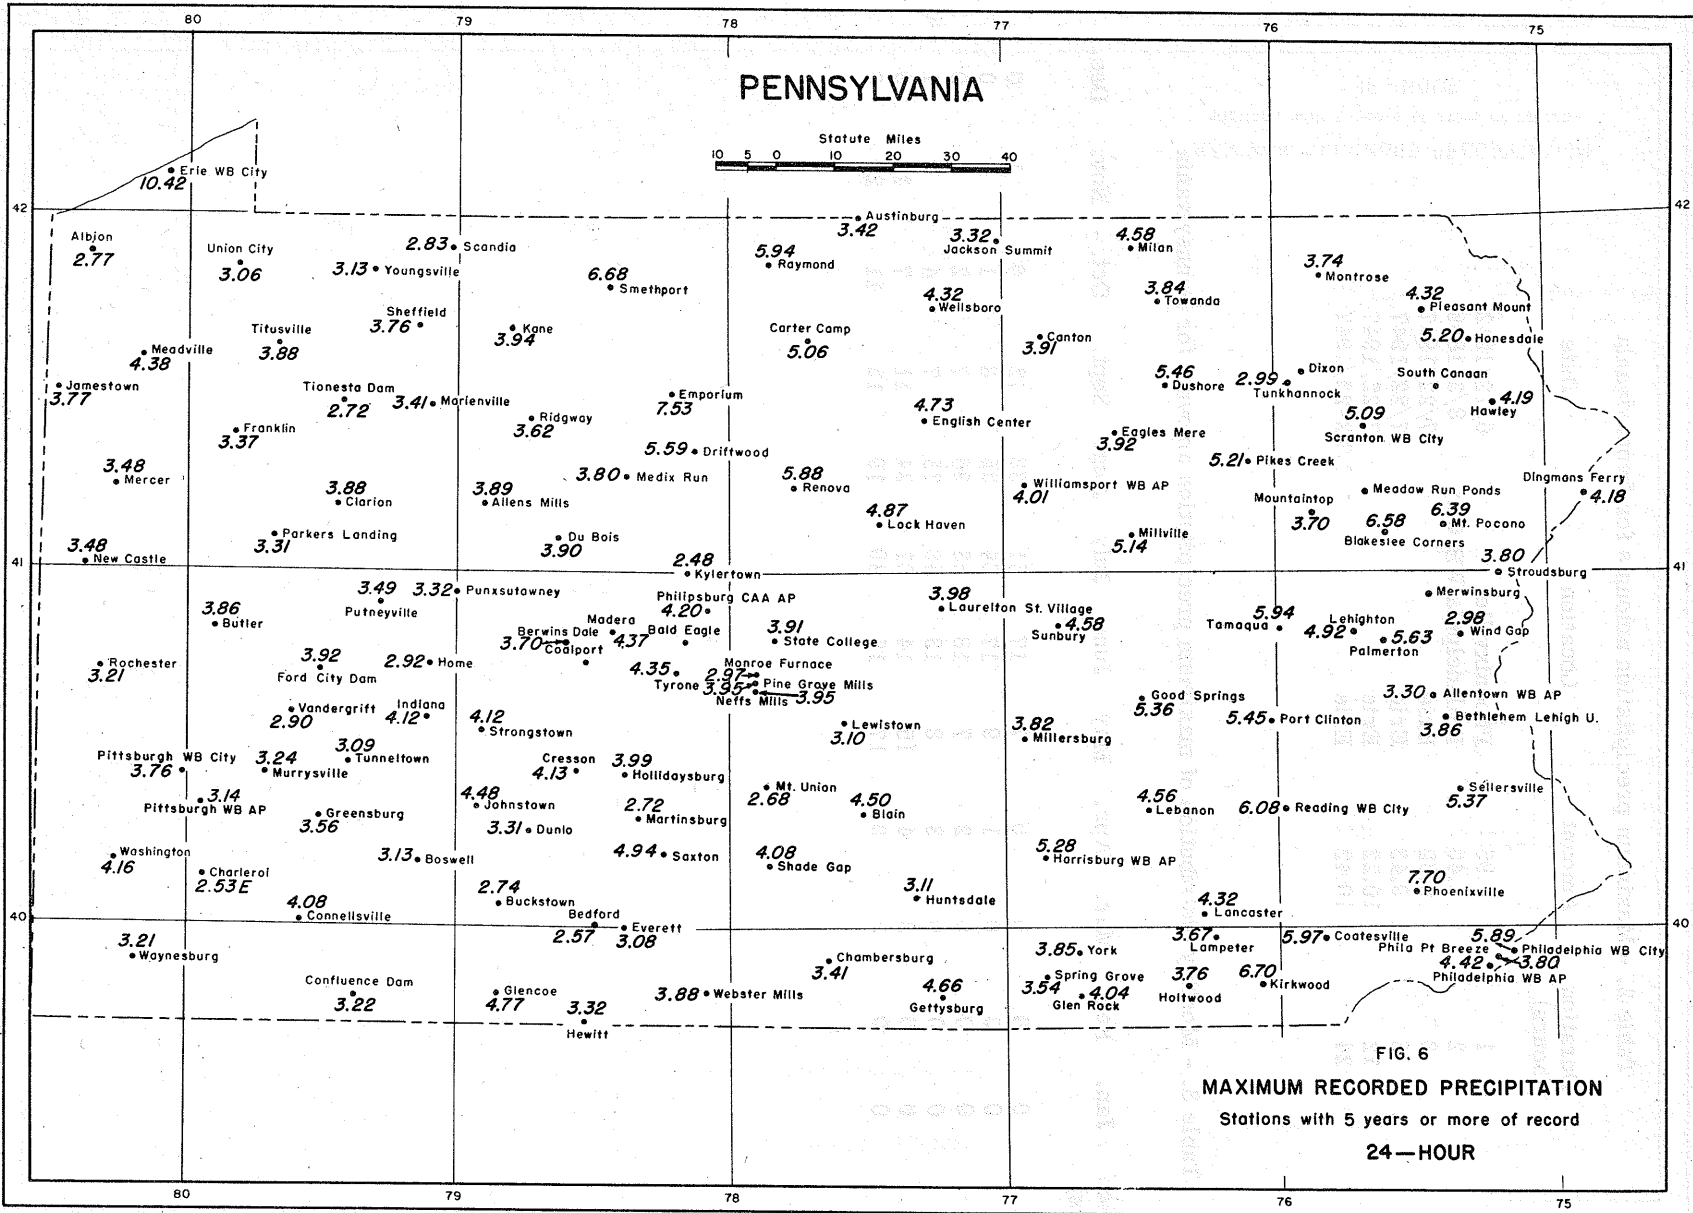 80 79 78 77 76 75
PENNSYLVANIA
Statute Miles
10 5 0 10 20 30 40
Erie WB City
10.42
42
42
Austinburg
3.42
Albion
2.77
Union City
3.06
2.83 Scandia
3.13 Youngsville
6.68
Smethport
5.94
Raymond
3.32
Jackson Summit
4.58
Milan
3.74
Montrose
4.32
Wellsboro
3.84
Towanda
4.32
Pleasant Mount
Sheffield
3.76
Titusville
3.88
Kane
3.94
Carter Camp
5.06
Canton
3.91
5.20 Honesdale
Meadville
4.38
Jamestown
3.77
Tionesta Dam
2.72
3.41 Marienville
Ridgway
3.62
Emporium
7.53
4.73
English Center
5.46
Dushore
Dixon
2.99
Tunkhannock
South Canaan
4.19
Hawley
Franklin
3.37
5.59 Driftwood
Eagles Mere
3.92
5.09
Scranton WB City
3.48
Mercer
3.88
Clarion
3.89
Allens Mills
3.80 Medix Run
5.88
Renova
Williamsport WB AP
4.01
5.21 Pikes Creek
Meadow Run Ponds
Dingmans Ferry
4.18
Mountaintop
3.70
6.58
Blakeslee Corners
6.39
Mt. Pocono
Parkers Landing
3.31
Du Bois
3.90
4.87
Lock Haven
Millville
5.14
3.48
New Castle
41
41
2.48
Kylertown
3.80
Stroudsburg
3.49
Putneyville
3.32 Punxsutawney
Philipsburg CAA AP
4.20
3.98
Laurelton St. Village
Merwinsburg
3.86
Butler
Madera
4.37
Berwins Dale
3.70
Coalport
Bald Eagle
3.91
State College
4.58
Sunbury
5.94
Tamaqua
Lehighton
4.92
5.63
Palmerton
2.98
Wind Gap
Rochester
3.21
3.92
Ford City Dam
2.92 Home
4.35
Tyrone
Monroe Furnace
2.97
Pine Grove Mills
3.95
Neffs Mills
3.95
Good Springs
5.36
3.30 Allentown WB AP
Vandergrift
2.90
Indiana
4.12
4.12
Strongstown
Lewistown
3.10
3.82
Millersburg
5.45 Port Clinton
Bethlehem Lehigh U.
3.86
Pittsburgh WB City
3.76
3.24
Murrysville
3.09
Tunneltown
Cresson
4.13
3.99
Hollidaysburg
Mt. Union
2.68
Sellersville
5.37
3.14
Pittsburgh WB AP
Greensburg
3.56
4.48
Johnstown
2.72
Martinsburg
4.50
Blain
4.56
Lebanon
6.08 Reading WB City
3.31 Dunlo
Washington
4.16
3.13 Boswell
4.94 Saxton
4.08
Shade Gap
5.28
Harrisburg WB AP
Charleroi
2.53 E
2.74
Buckstown
3.11
Huntsdale
7.70
Phoenixville
4.08
Connellsville
40
40
Bedford
2.57
Everett
3.08
4.32
Lancaster
3.21
Waynesburg
Chambersburg
3.41
3.85 York
3.67
Lampeter
5.97 Coatesville
5.89
Philadelphia WB City
Phila Pt Breeze
3.80
4.42
Philadelphia WB AP
Confluence Dam
3.22
Glencoe
4.77
3.32
Hewitt
3.88 Webster Mills
4.66
Gettysburg
Spring Grove
3.54
4.04
Glen Rock
3.76
Holtwood
6.70
Kirkwood
FIG. 6
MAXIMUM RECORDED PRECIPITATION
Stations with 5 years or more of record
24—HOUR
80 79 78 77 76 75